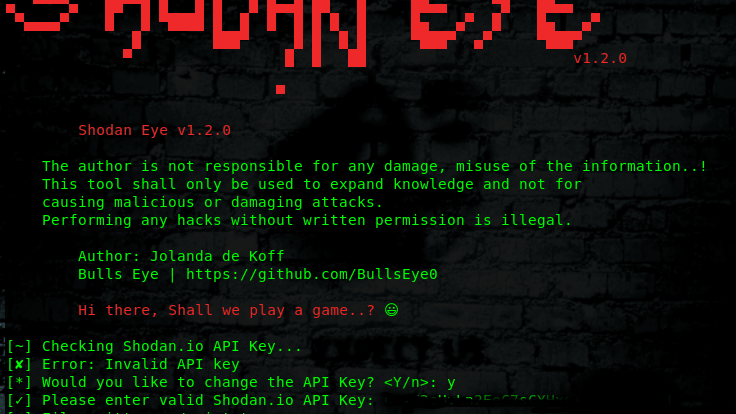 SHODAN EYE
v1.2.0
Shodan Eye v1.2.0
The author is not responsible for any damage, misuse of the information..!
This tool shall only be used to expand knowledge and not for
causing malicious or damaging attacks.
Performing any hacks without written permission is illegal.
Author: Jolanda de Koff
Bulls Eye | https://github.com/BullsEye0
Hi there, Shall we play a game..? 😃
[~] Checking Shodan.io API Key...
[✘] Error: Invalid API key
[*] Would you like to change the API Key? <Y/n>: y
[✓] Please enter valid Shodan.io API Key: